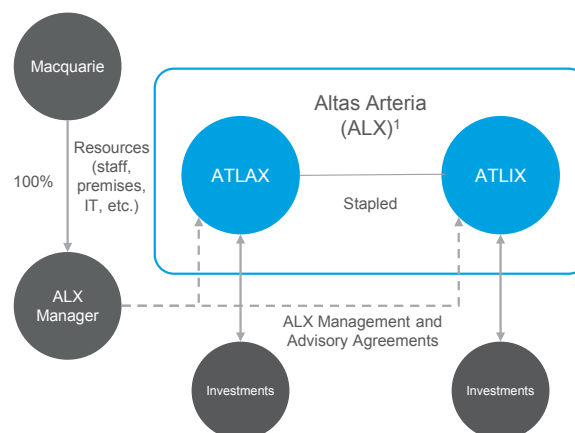 Macquarie
Altas Arteria
(ALX)¹
Resources
(staff,
premises,
IT, etc.)
100%
ATLAX
ATLIX
Stapled
ALX
Manager
ALX Management and
Advisory Agreements
Investments
Investments